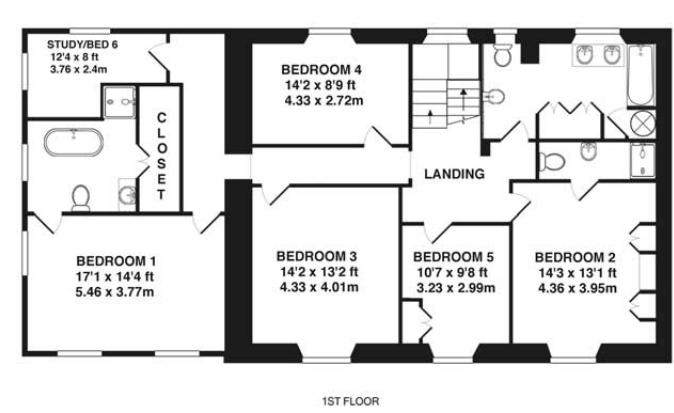 STUDY/BED 6
12'4 x 8 ft
3.76 x 2.4m
BEDROOM 4
14'2 x 8'9 ft
4.33 x 2.72m
CLOSET
LANDING
BEDROOM 1
17'1 x 14'4 ft
5.46 x 3.77m
BEDROOM 3
14'2 x 13'2 ft
4.33 x 4.01m
BEDROOM 5
10'7 x 9'8 ft
3.23 x 2.99m
BEDROOM 2
14'3 x 13'1 ft
4.36 x 3.95m
1ST FLOOR